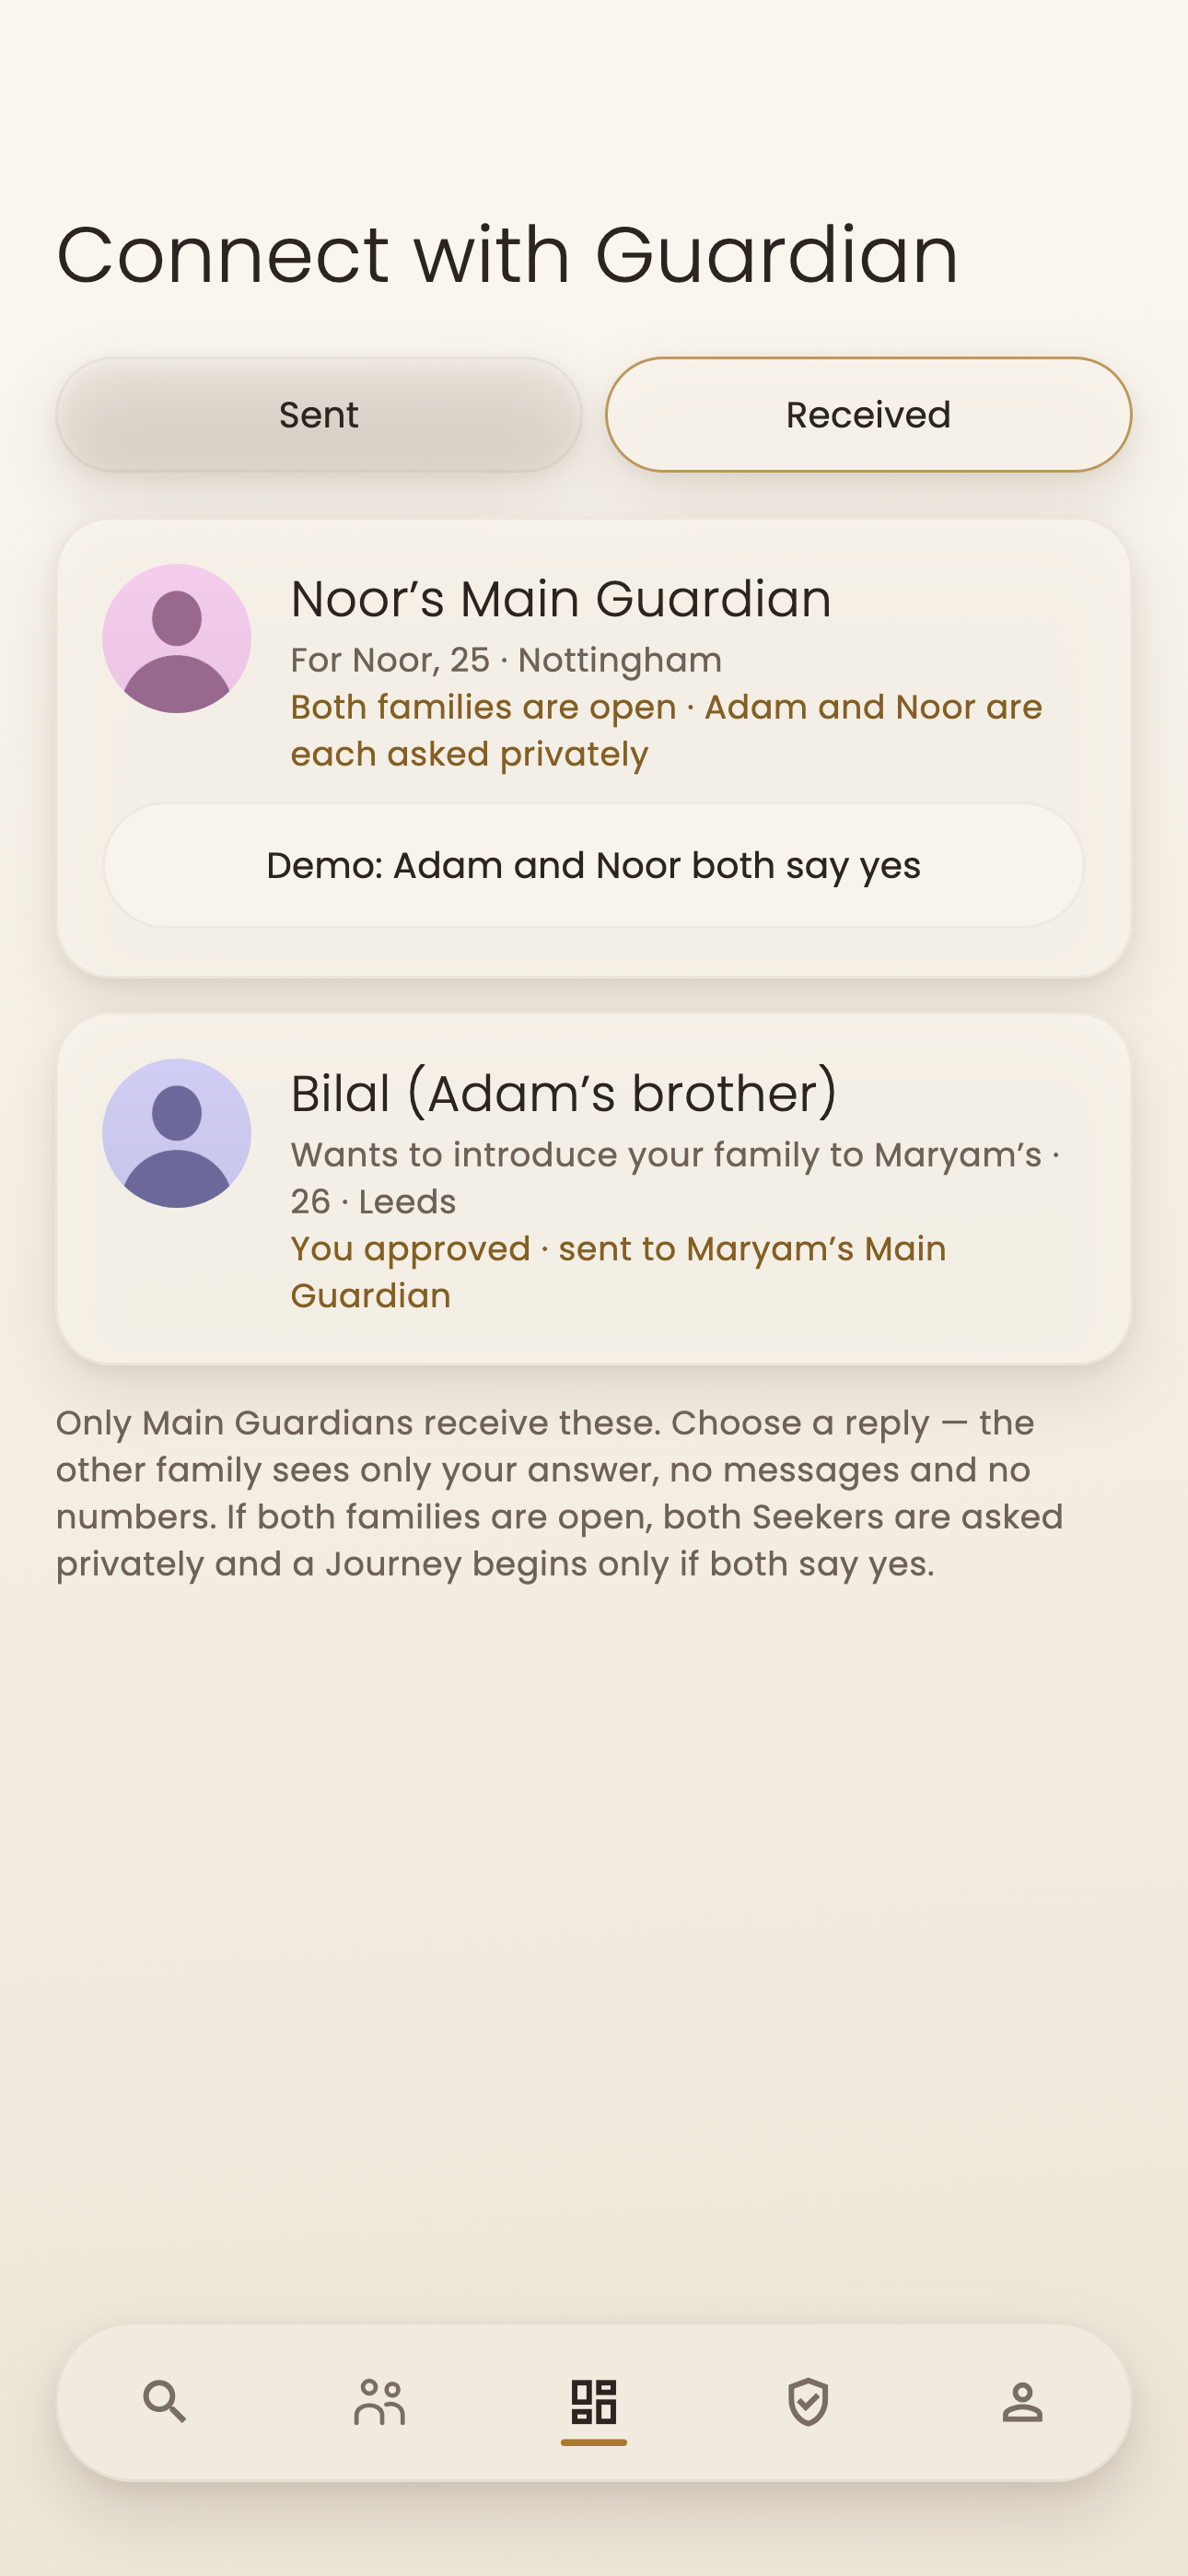 Connect with Guardian
Sent
Received
Noor’s Main Guardian
For Noor, 25 · Nottingham
Both families are open · Adam and Noor are
each asked privately
Demo: Adam and Noor both say yes
Bilal (Adam’s brother)
Wants to introduce your family to Maryam’s ·
26 · Leeds
You approved · sent to Maryam’s Main
Guardian
Only Main Guardians receive these. Choose a reply — the
other family sees only your answer, no messages and no
numbers. If both families are open, both Seekers are asked
privately and a Journey begins only if both say yes.